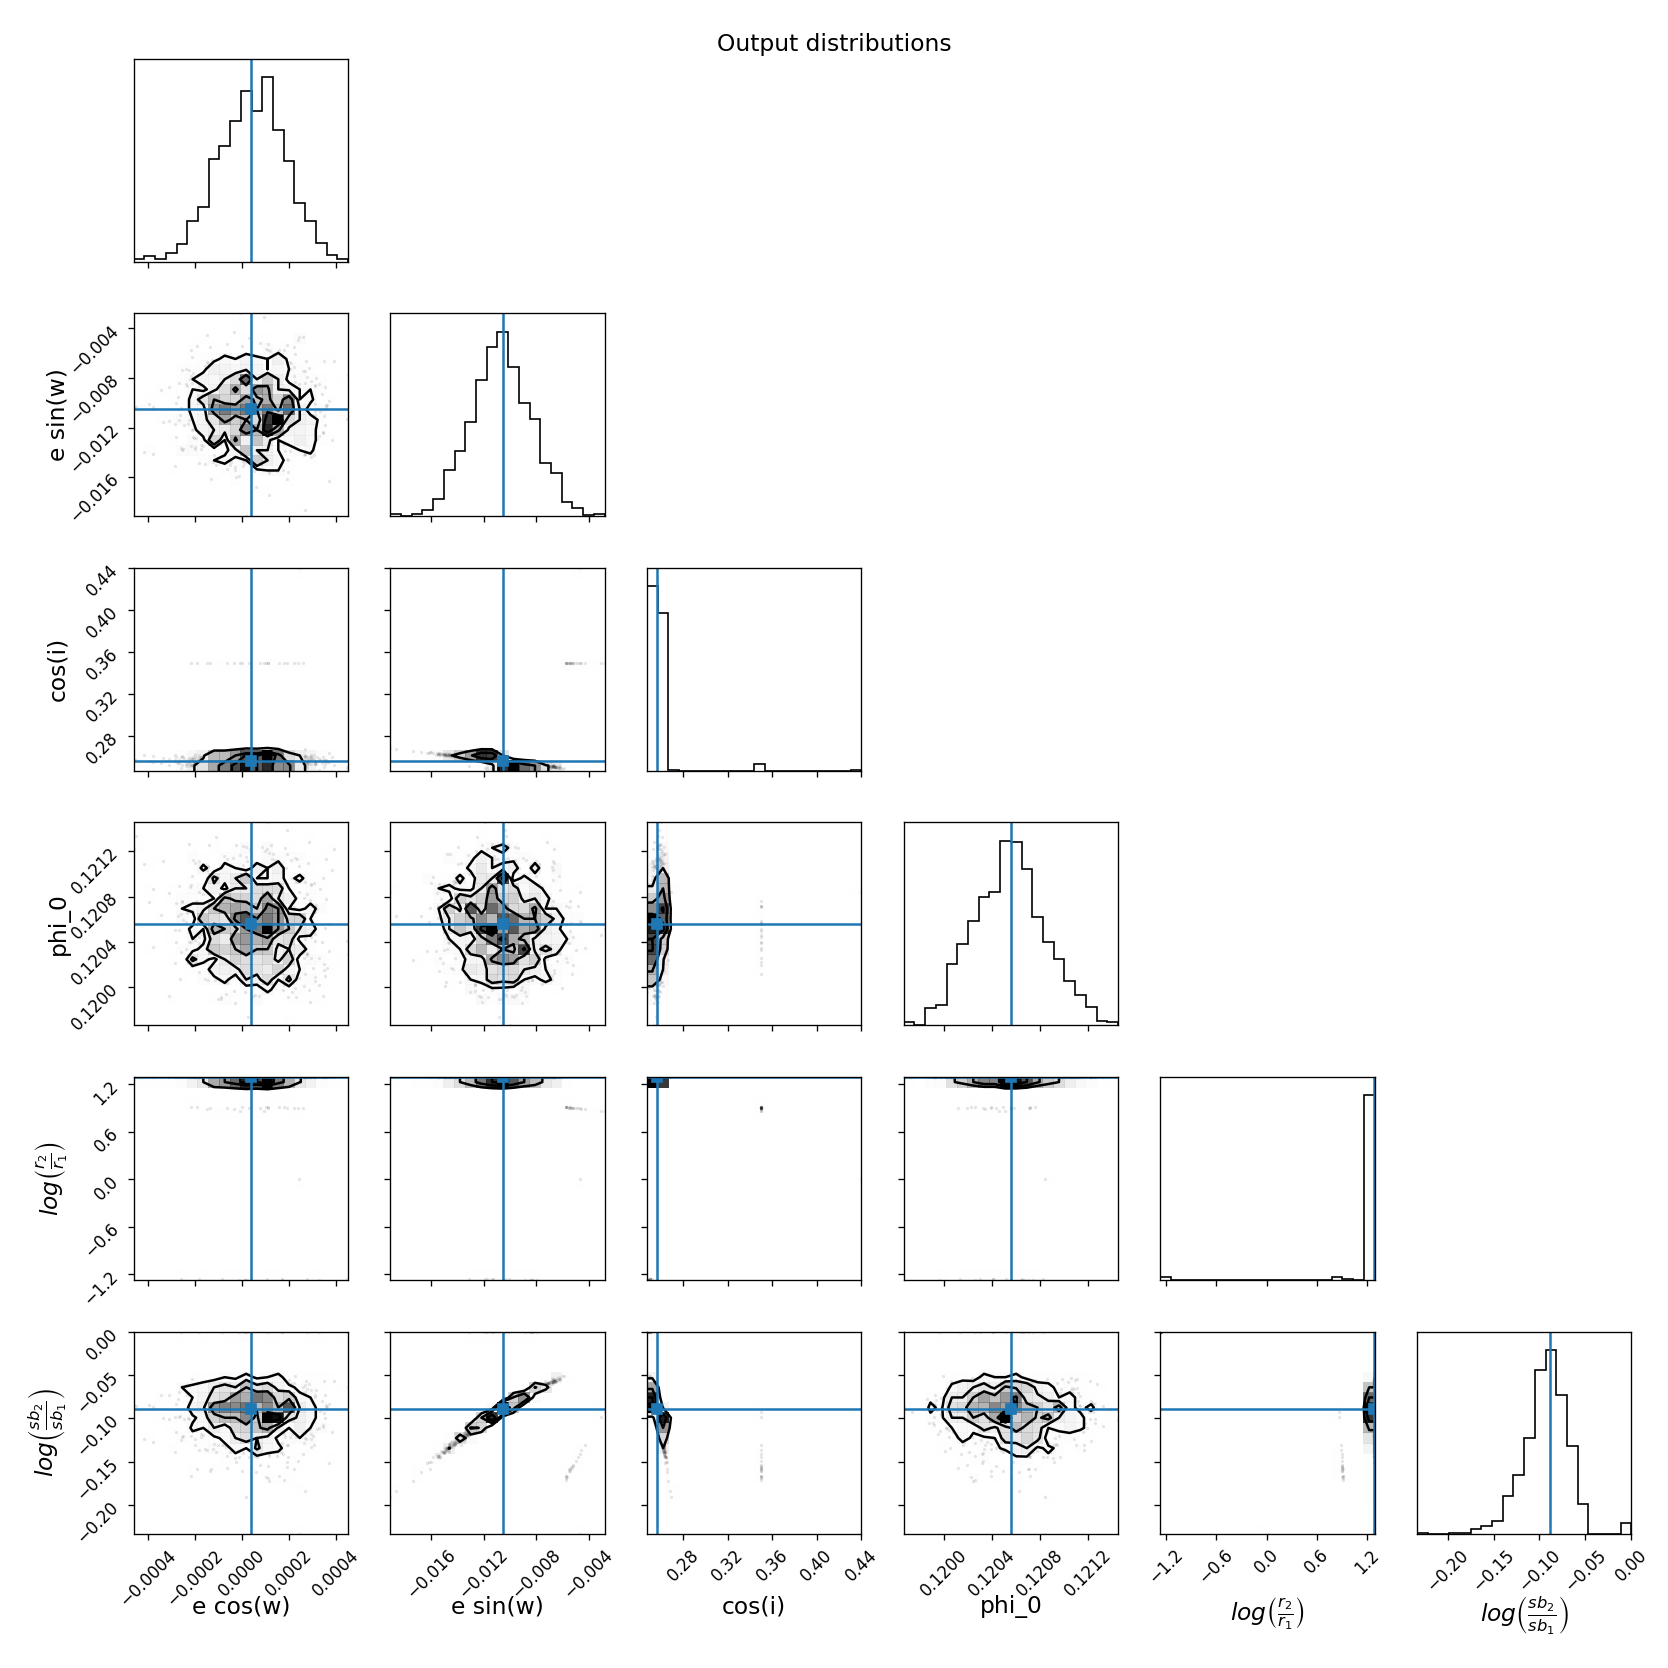 Output distributions
e sin(w)
−0.004
−0.008
−0.012
−0.016
cos(i)
0.44
0.40
0.36
0.32
0.28
phi_0
0.1212
0.1208
0.1204
0.1200
log(r2/r1)
1.2
0.6
0.0
−0.6
−1.2
log(sb2/sb1)
0.00
−0.05
−0.10
−0.15
−0.20
−0.0004 −0.0002 0.0000 0.0002 0.0004
−0.016 −0.012 −0.008 −0.004
0.28 0.32 0.36 0.40 0.44
0.1200 0.1204 0.1208 0.1212
−1.2 −0.6 0.0 0.6 1.2
−0.20 −0.15 −0.10 −0.05 0.00
e cos(w) e sin(w) cos(i) phi_0 log(r2/r1) log(sb2/sb1)